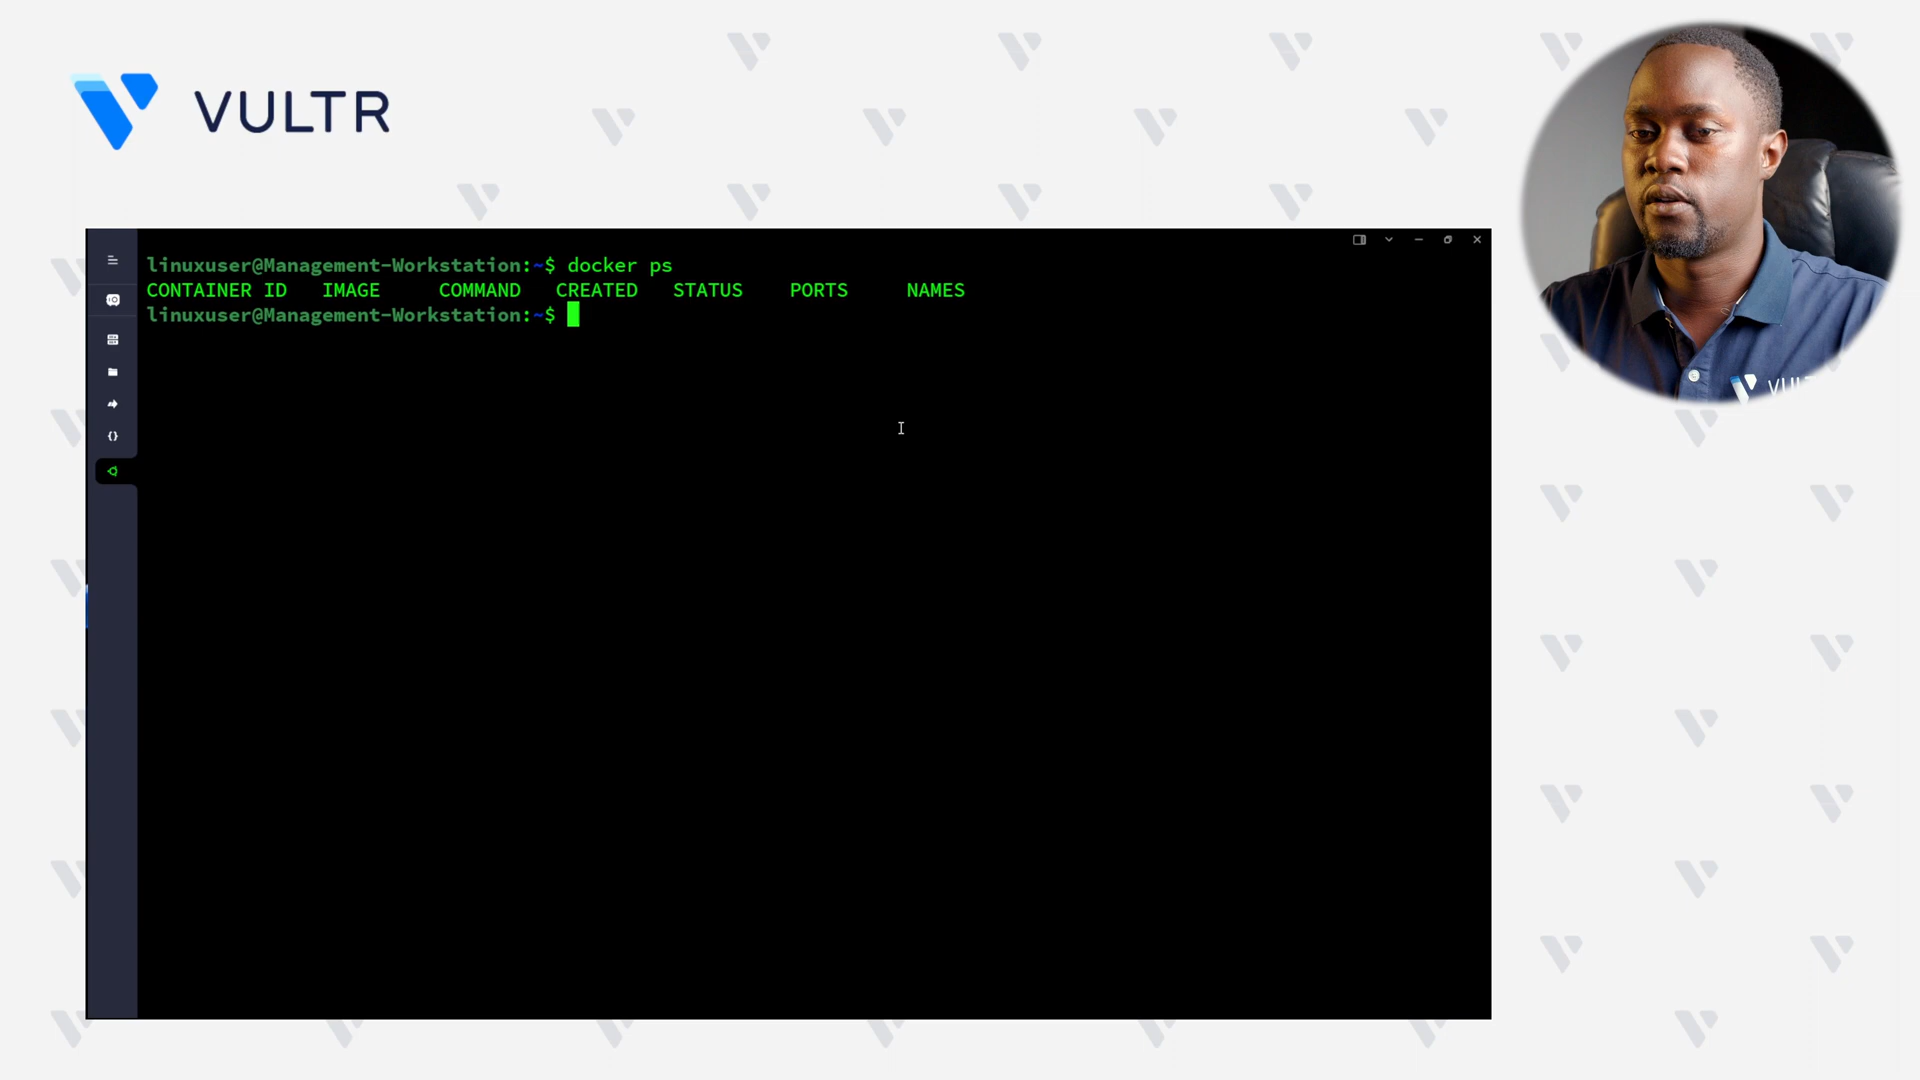 VULTR
linuxuser@Management-Workstation:~$ docker ps
CONTAINER ID   IMAGE     COMMAND   CREATED   STATUS    PORTS     NAMES
linuxuser@Management-Workstation:~$